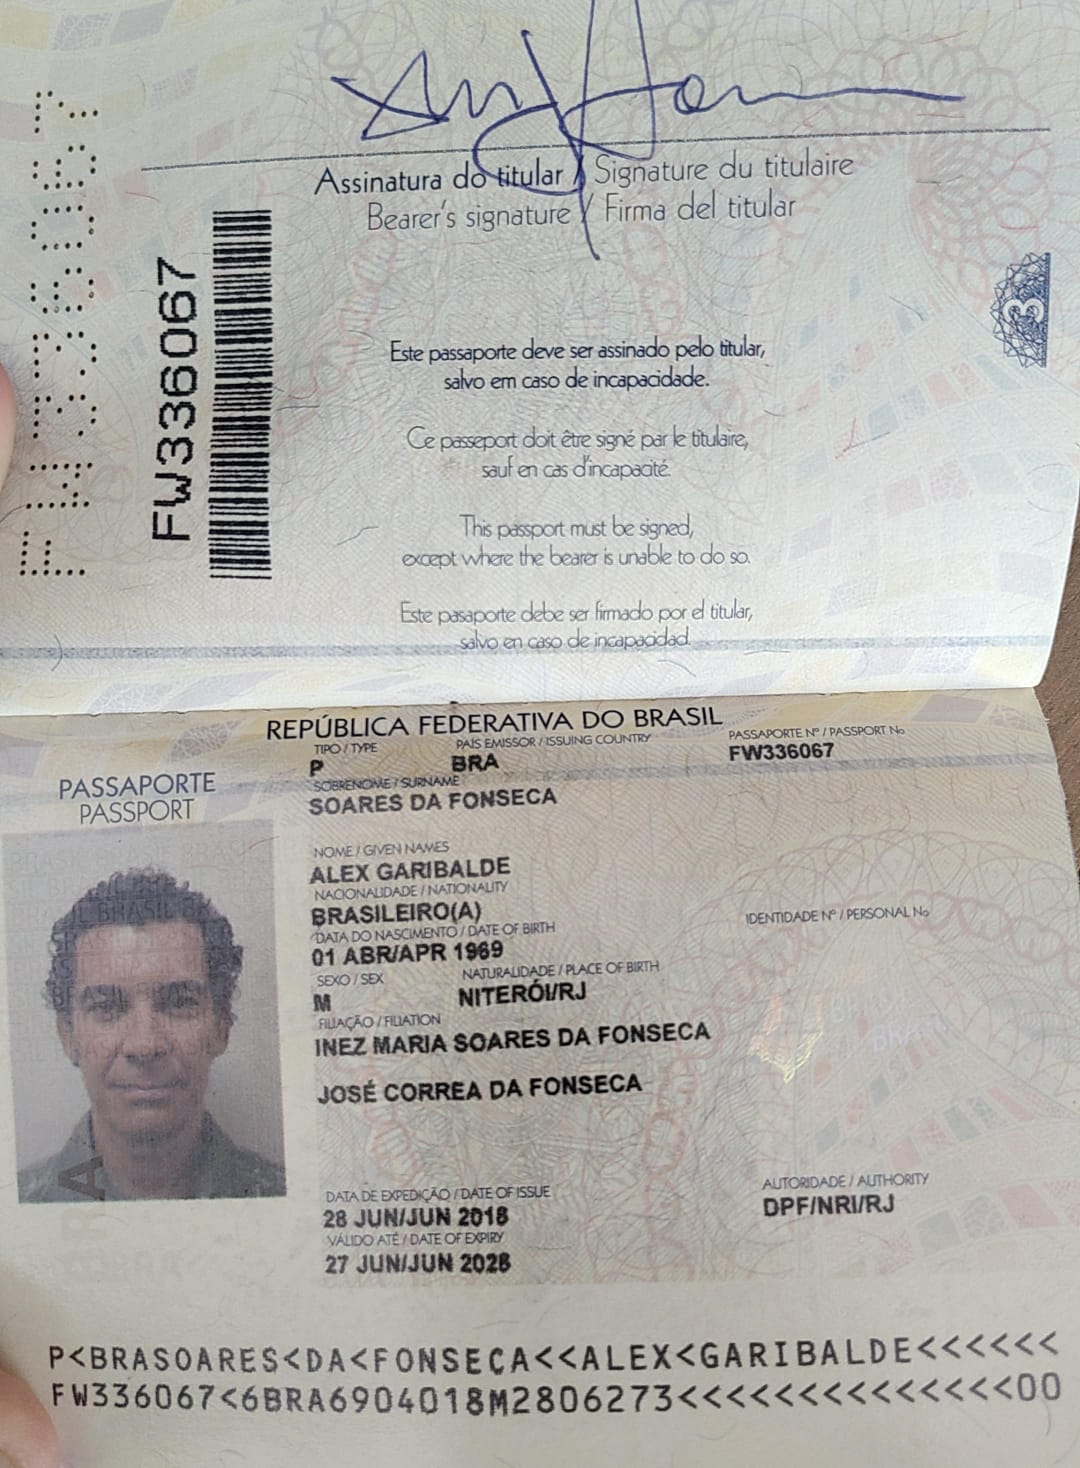 Assinatura do titular / Signature du titulaire
Bearer's signature / Firma del titular
FW336067
FW336067
3
Este passaporte deve ser assinado pelo titular,
salvo em caso de incapacidade.
Ce passeport doit être signé par le titulaire,
sauf en cas d'incapacité.
This passport must be signed,
except where the bearer is unable to do so.
Este pasaporte debe ser firmado por el titular,
salvo en caso de incapacidad.
REPÚBLICA FEDERATIVA DO BRASIL
PASSAPORTE
PASSPORT
TIPO / TYPE
P
PAÍS EMISSOR / ISSUING COUNTRY
BRA
PASSAPORTE Nº / PASSPORT No
FW336067
SOBRENOME / SURNAME
SOARES DA FONSECA
NOME / GIVEN NAMES
ALEX GARIBALDE
NACIONALIDADE / NATIONALITY
BRASILEIRO(A)
IDENTIDADE Nº / PERSONAL No
DATA DO NASCIMENTO / DATE OF BIRTH
01 ABR/APR 1969
SEXO / SEX
M
NATURALIDADE / PLACE OF BIRTH
NITERÓI/RJ
FILIAÇÃO / FILIATION
INEZ MARIA SOARES DA FONSECA
JOSÉ CORREA DA FONSECA
DATA DE EXPEDIÇÃO / DATE OF ISSUE
28 JUN/JUN 2018
AUTORIDADE / AUTHORITY
DPF/NRI/RJ
VÁLIDO ATÉ / DATE OF EXPIRY
27 JUN/JUN 2028
P<BRASOARES<DA<FONSECA<<ALEX<GARIBALDE<<<<<<
FW336067<6BRA6904018M2806273<<<<<<<<<<<<<<00